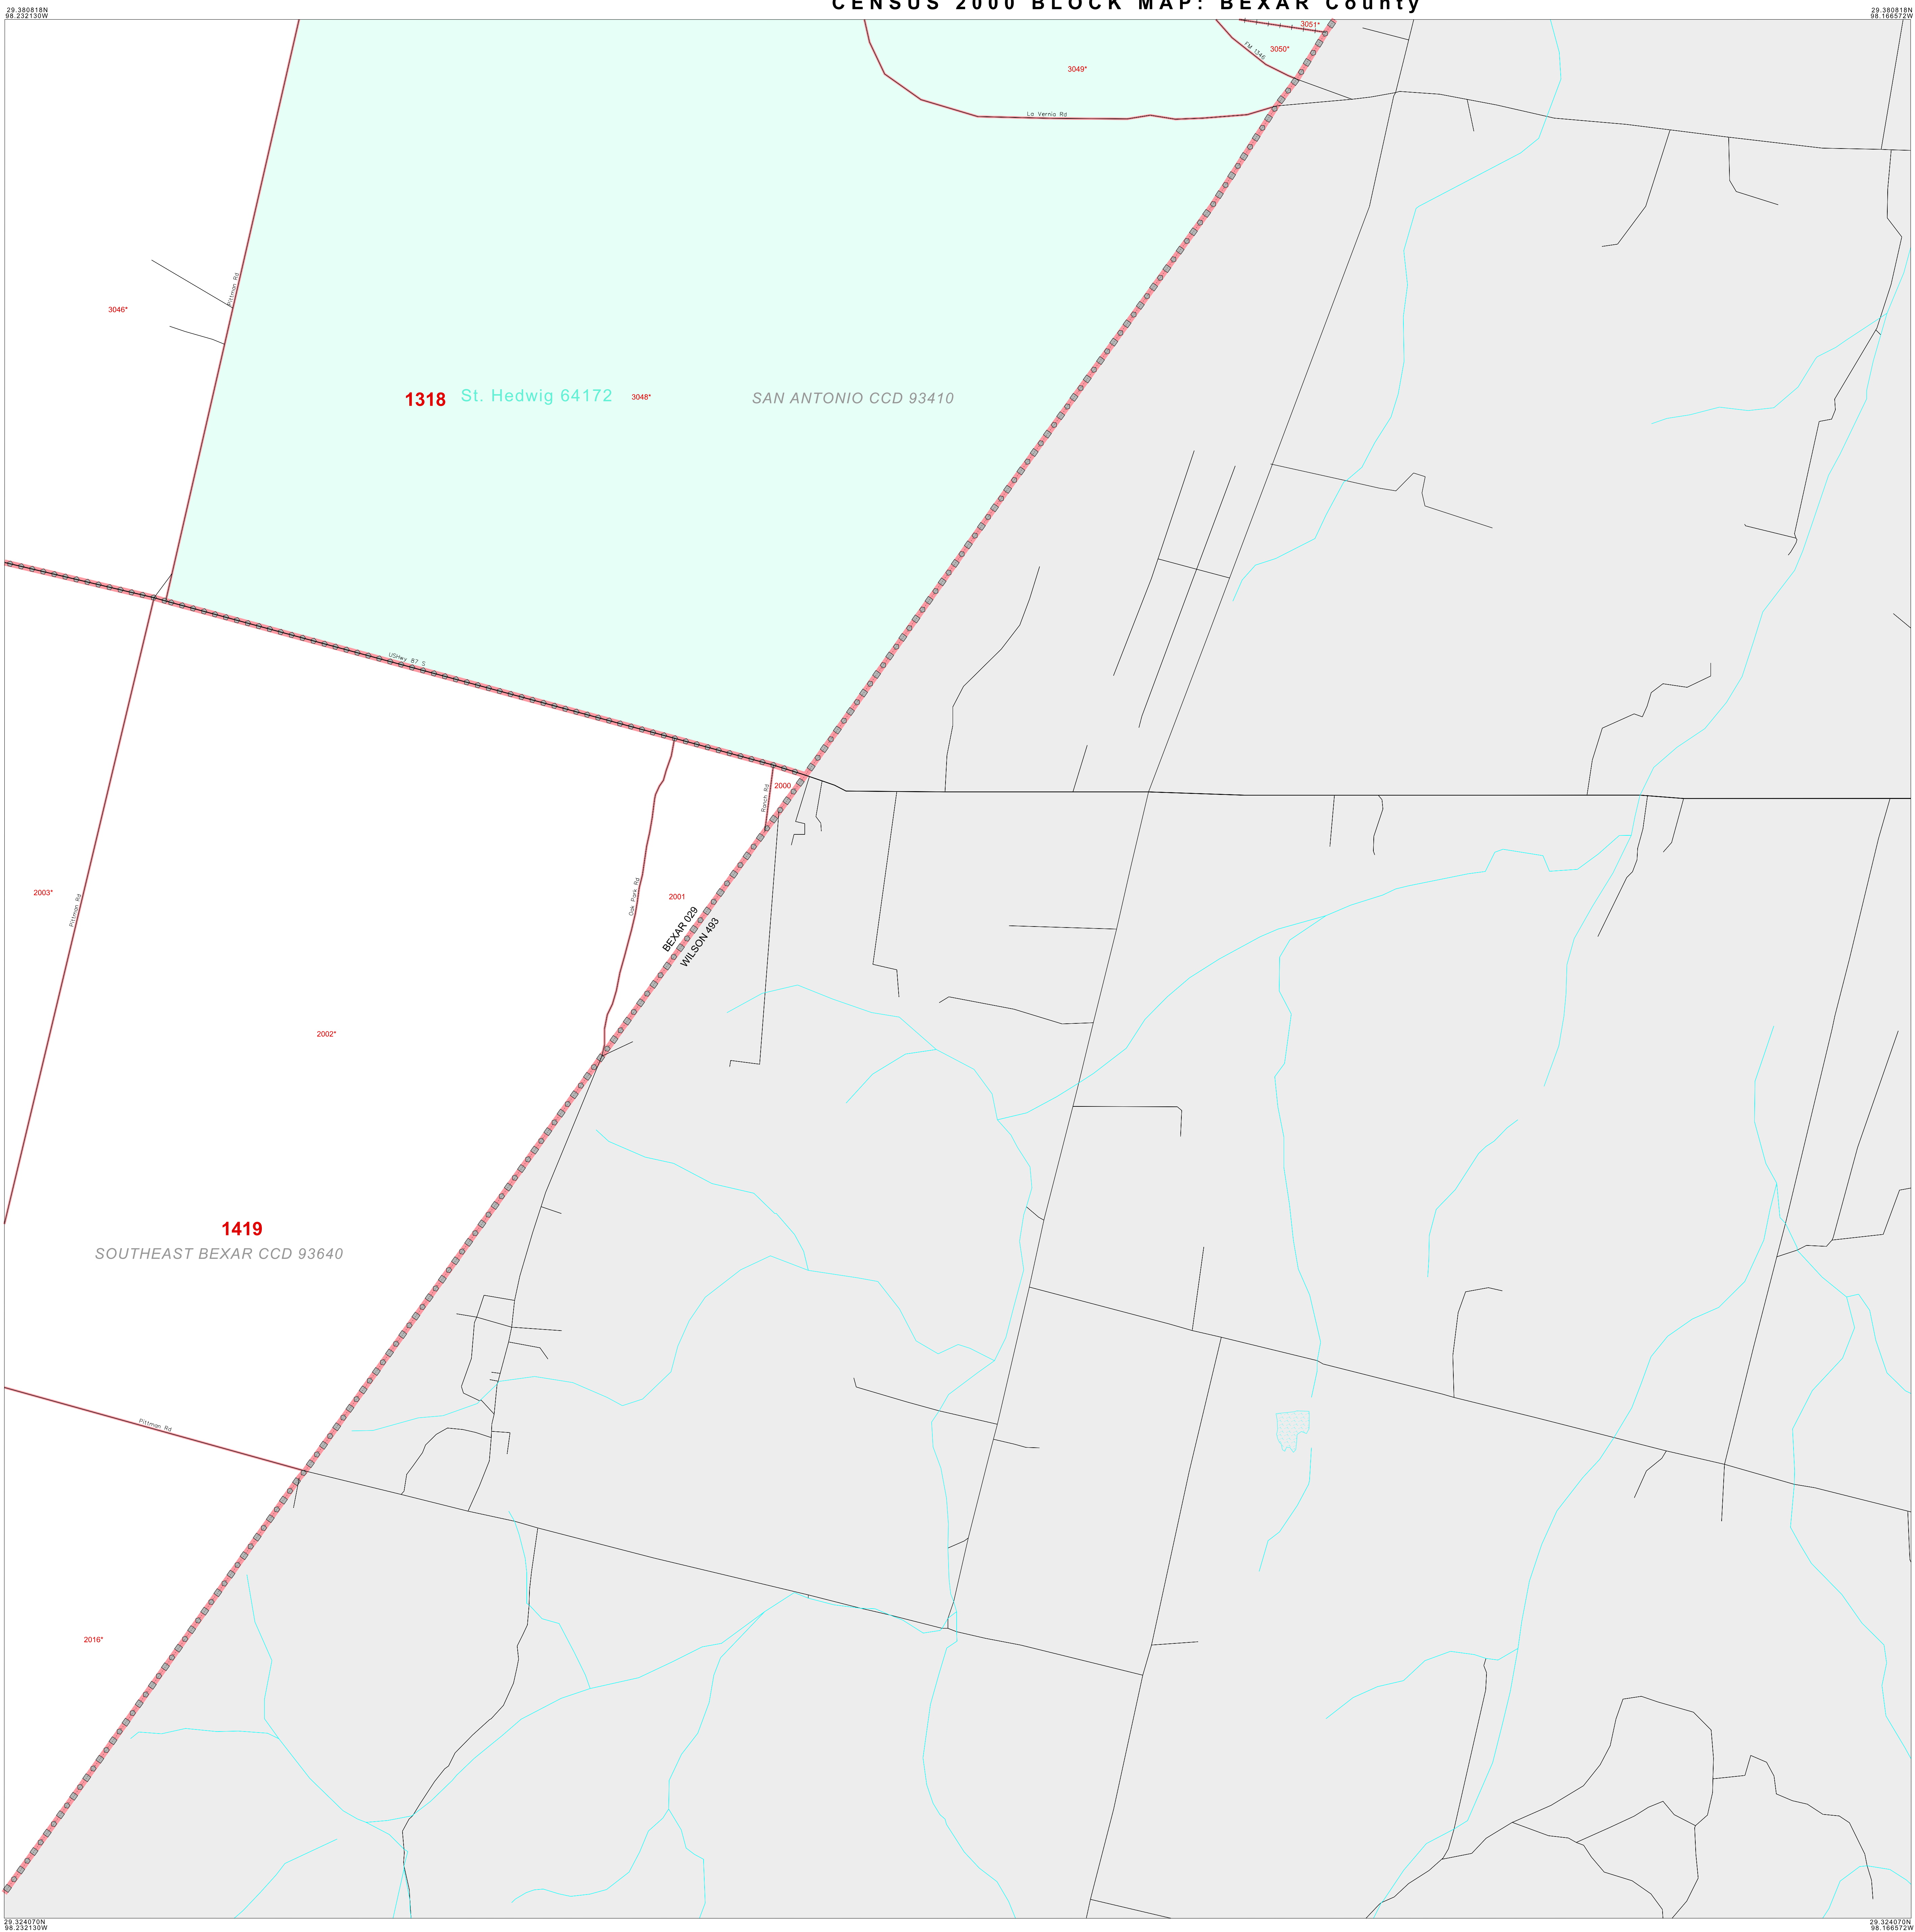 CENSUS 2000 BLOCK MAP: BEXAR County
29.380818N
98.232130W
29.380818N
98.166572W
3051*
3050*
FM 1346
3049*
La Vernia Rd
Pittman Rd
3046*
1318
St. Hedwig 64172
3048*
SAN ANTONIO CCD 93410
USHwy 87 S
2000
Ranch Rd
Oak Park Rd
2001
2003*
Pittman Rd
BEXAR 029
WILSON 493
2002*
1419
SOUTHEAST BEXAR CCD 93640
Pittman Rd
2016*
29.324070N
98.232130W
29.324070N
98.166572W